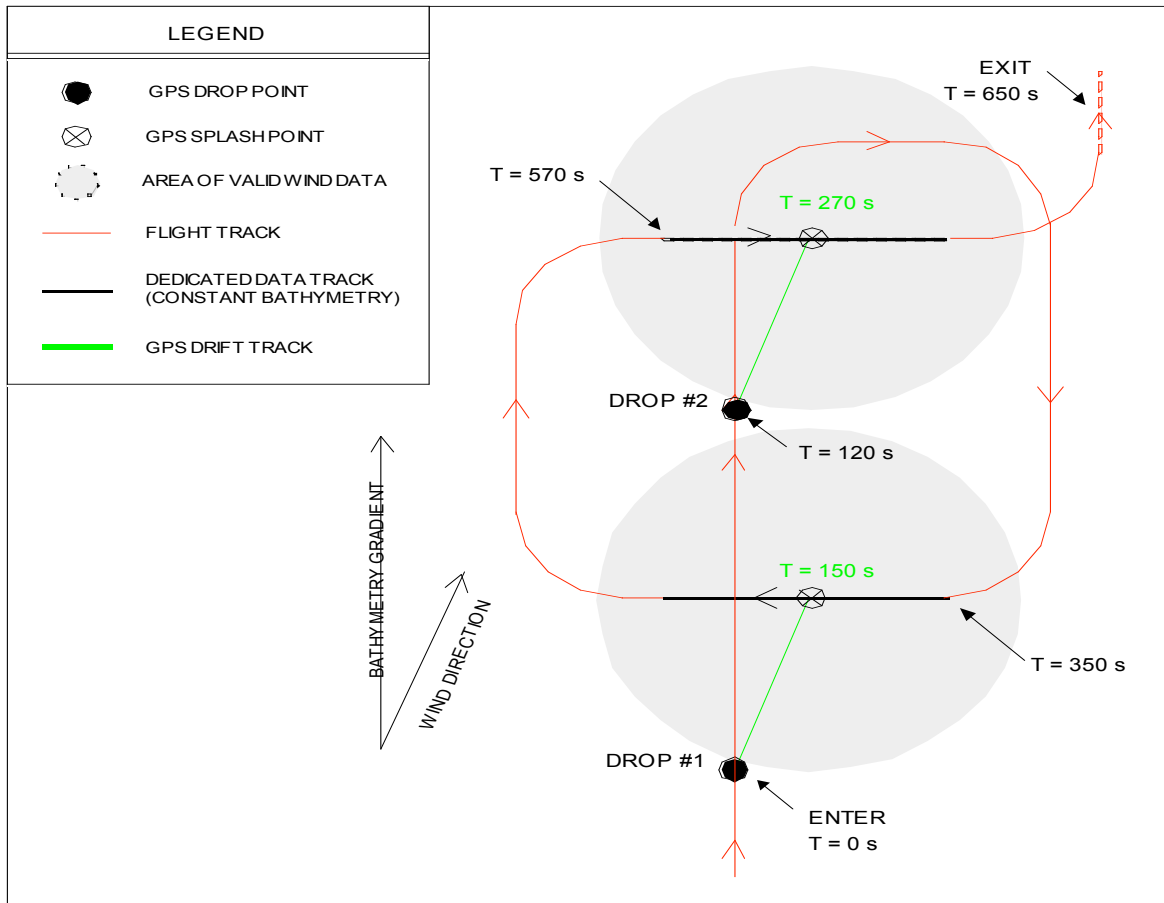 LEGEND
GPS DROP POINT
GPS SPLASH POINT
AREA OF VALID WIND DATA
FLIGHT TRACK
DEDICATED DATA TRACK
(CONSTANT BATHYMETRY)
GPS DRIFT TRACK
EXIT
T = 650 s
T = 570 s
T = 270 s
DROP #2
T = 120 s
BATHYMETRY GRADIENT
WIND DIRECTION
T = 150 s
T = 350 s
DROP #1
ENTER
T = 0 s